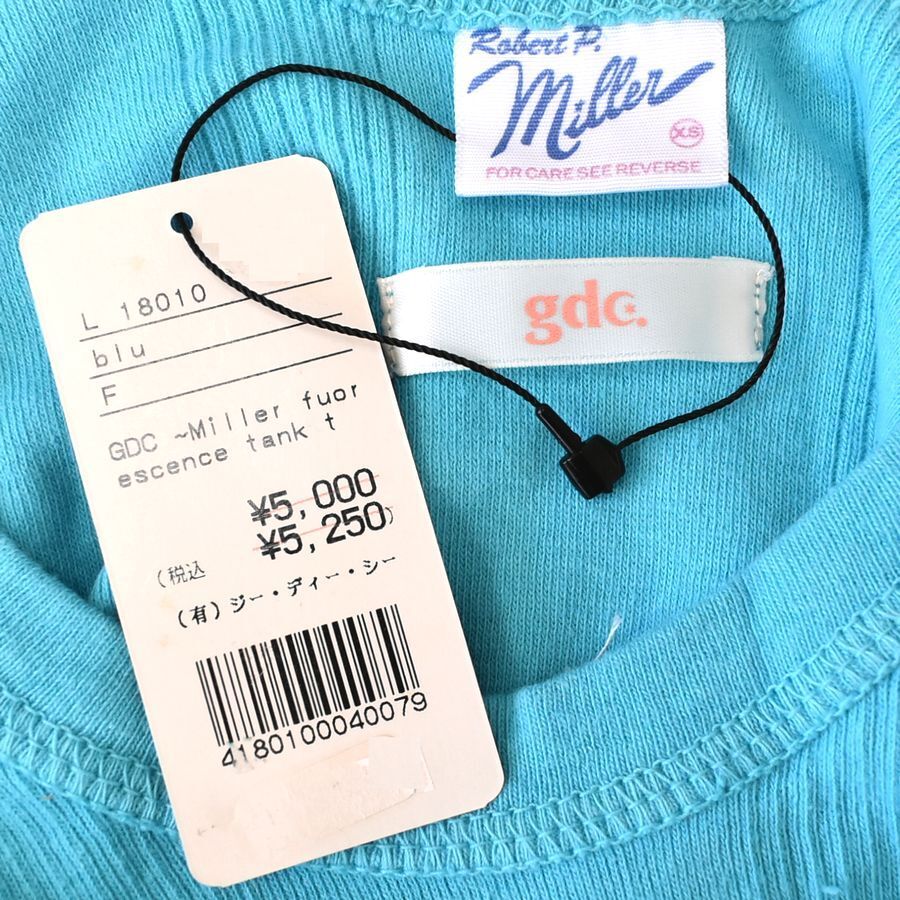 Robert P.
Miller
XS
FOR CARE SEE REVERSE
gdc.
L 18010
blu
F
GDC ~Miller fuor
escence tank t
¥5,000
¥5,250)
(税込
(有)ジー・ディー・シー
4180100040079